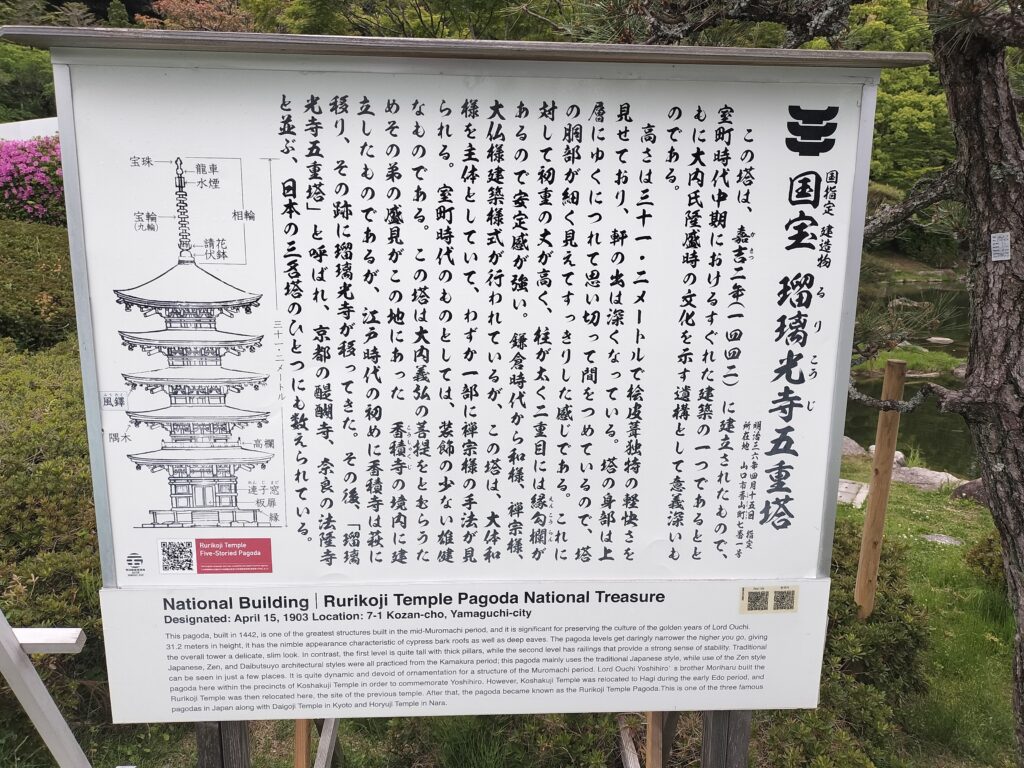 国指定 建造物
国宝 瑠璃光寺五重塔
るりこうじ
明治三六年四月十五日 指定
所在地 山口市香山町七番一号
この塔は、嘉吉二年(一四四二)に建立されたもので、
かきつ
室町時代中期におけるすぐれた建築の一つであるとと
もに大内氏隆盛時の文化を示す遺構として意義深いも
のである。
高さは三十一・二メートルで桧皮葺独特の軽快さを
見せており、軒の出は深くなっている。塔の身部は上
層にゆくにつれて思い切って間をつめているので、塔
の胴部が細く見えてすっきりした感じである。これに
対して初重の丈が高く、柱が太く二重目には縁勾欄が
えんこうらん
あるので安定感が強い。鎌倉時代から和様、禅宗様、
大仏様建築様式が行われているが、この塔は、大体和
様を主体としていて、わずか一部に禅宗様の手法が見
られる。室町時代のものとしては、装飾の少ない雄健
なものである。この塔は大内義弘の菩提をとむらうた
めその弟の盛見がこの地にあった 香積寺の境内に建
こうしゃくじ
立したものであるが、江戸時代の初めに香積寺は萩に
移り、その跡に瑠璃光寺が移ってきた。その後、「瑠璃
光寺五重塔」と呼ばれ、京都の醍醐寺、奈良の法隆寺
と並ぶ、日本の三名塔のひとつにも数えられている。
宝珠
龍車
水煙
相輪
宝輪
(九輪)
請花
伏鉢
三十一・二メートル
風鐸
隅木
高欄
れんじまど
連子窓
板扉
縁
Rurikoji Temple
Five-Storied Pagoda
National Building | Rurikoji Temple Pagoda National Treasure
Designated: April 15, 1903 Location: 7-1 Kozan-cho, Yamaguchi-city
This pagoda, built in 1442, is one of the greatest structures built in the mid-Muromachi period, and it is significant for preserving the culture of the golden years of Lord Ouchi.
31.2 meters in height, it has the nimble appearance characteristic of cypress bark roofs as well as deep eaves. The pagoda levels get daringly narrower the higher you go, giving
the overall tower a delicate, slim look. In contrast, the first level is quite tall with thick pillars, while the second level has railings that provide a strong sense of stability. Traditional
Japanese, Zen, and Daibutsuyo architectural styles were all practiced from the Kamakura period; this pagoda mainly uses the traditional Japanese style, while use of the Zen style
can be seen in just a few places. It is quite dynamic and devoid of ornamentation for a structure of the Muromachi period. Lord Ouchi Yoshihiro' s brother Moriharu built the
pagoda here within the precincts of Koshakuji Temple in order to commemorate Yoshihiro. However, Koshakuji Temple was relocated to Hagi during the early Edo period, and
Rurikoji Temple was then relocated here, the site of the previous temple. After that, the pagoda became known as the Rurikoji Temple Pagoda.This is one of the three famous
pagodas in Japan along with Daigoji Temple in Kyoto and Horyuji Temple in Nara.